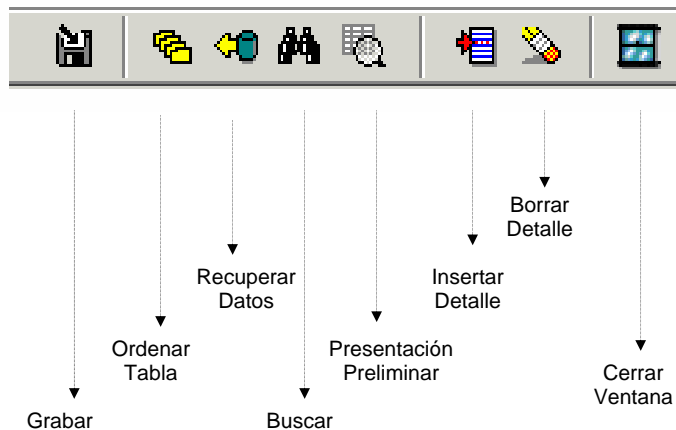 Borrar
Detalle
Recuperar
Datos
Insertar
Detalle
Ordenar
Tabla
Presentación
Preliminar
Cerrar
Ventana
Grabar
Buscar